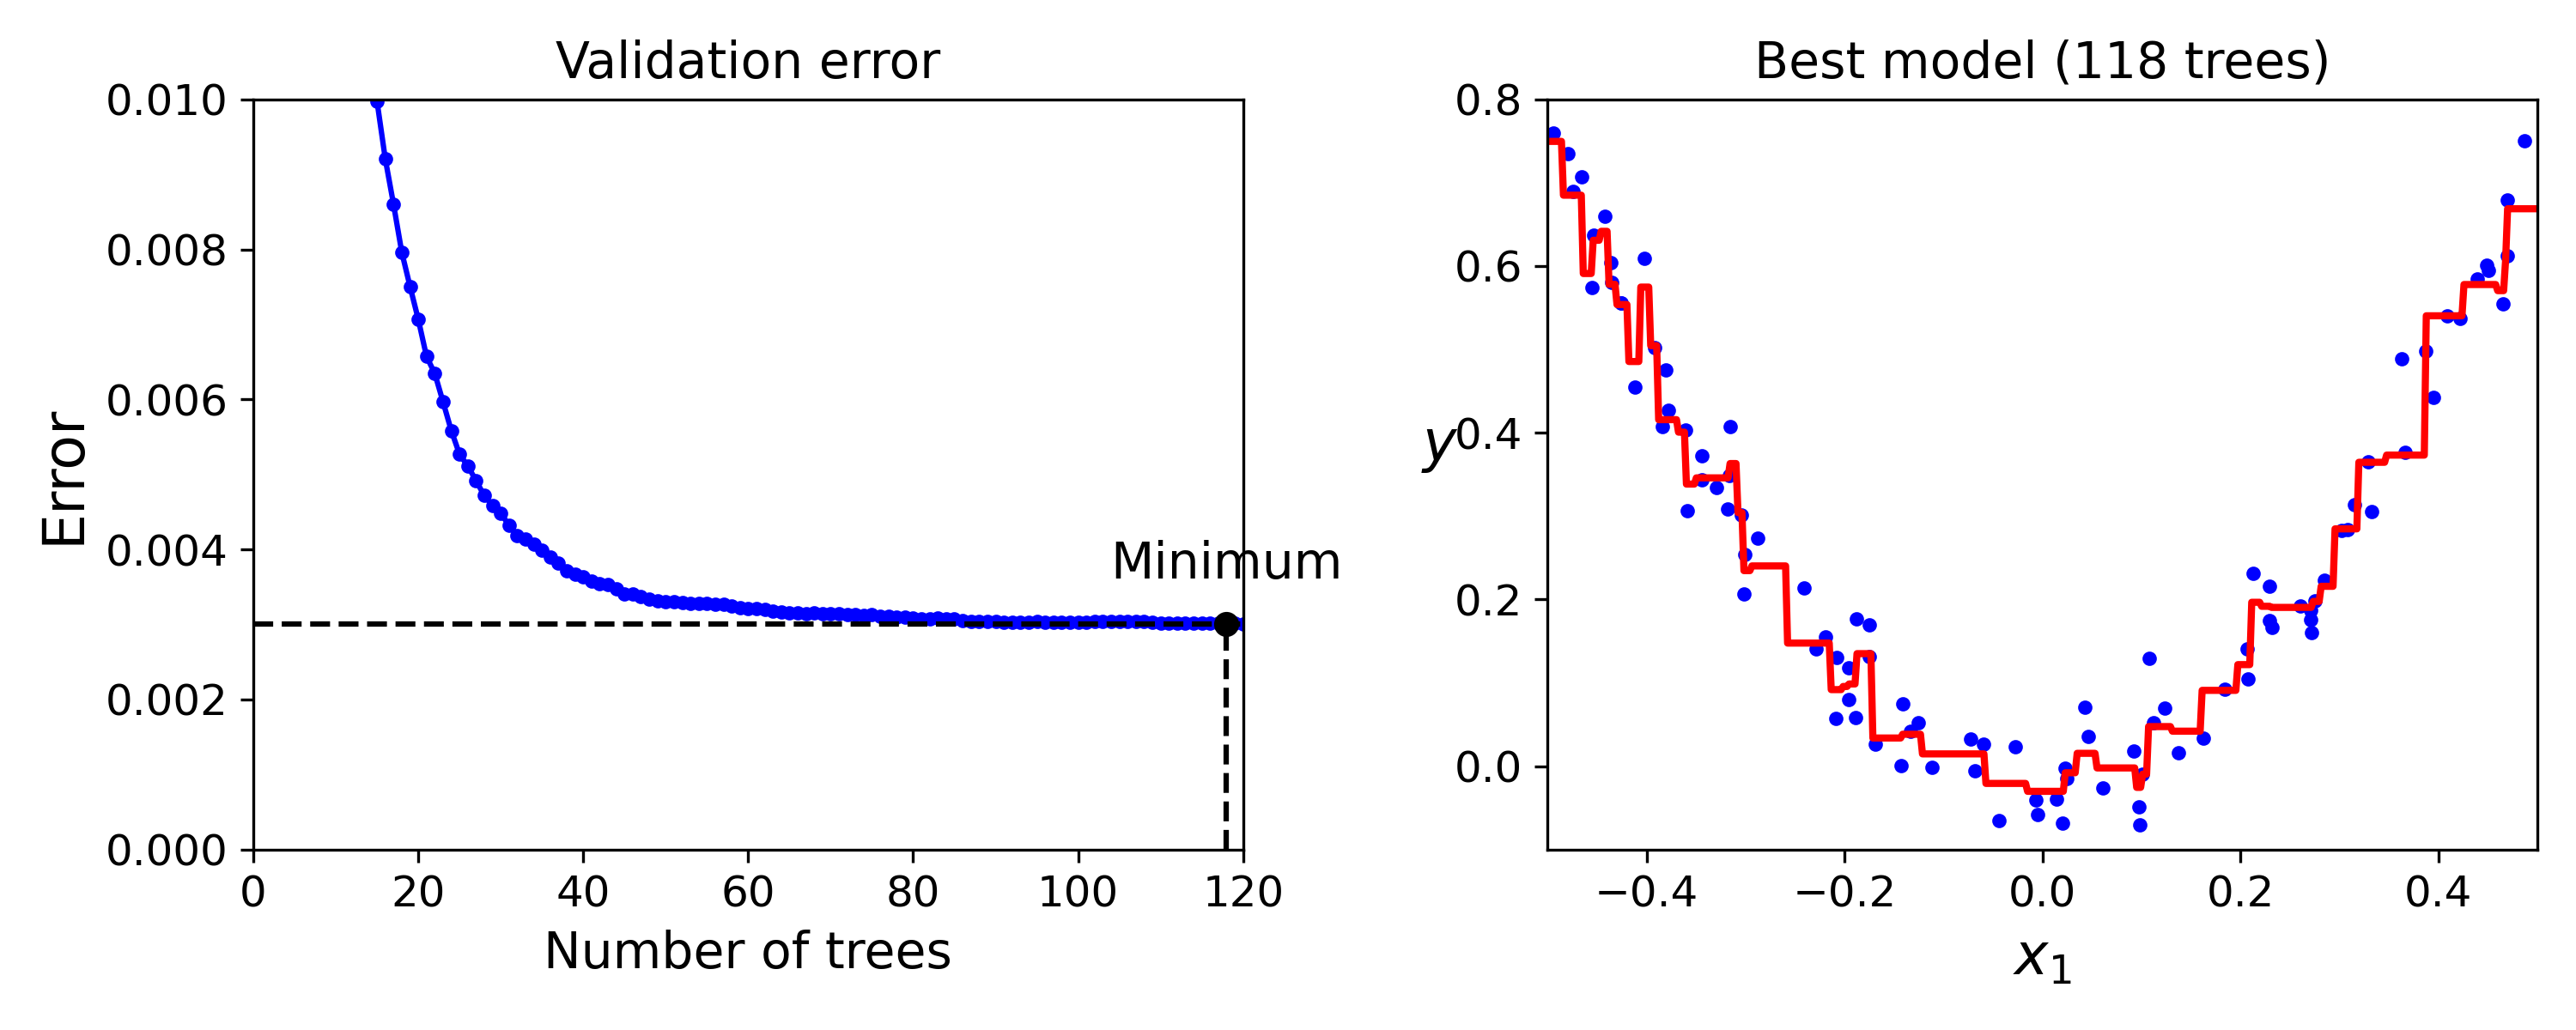 Validation error
0.010
0.008
0.006
0.004
0.002
0.000
Error
Minimum
0 20 40 60 80 100 120
Number of trees
Best model (118 trees)
0.8
0.6
0.4
0.2
0.0
y
−0.4 −0.2 0.0 0.2 0.4
x₁